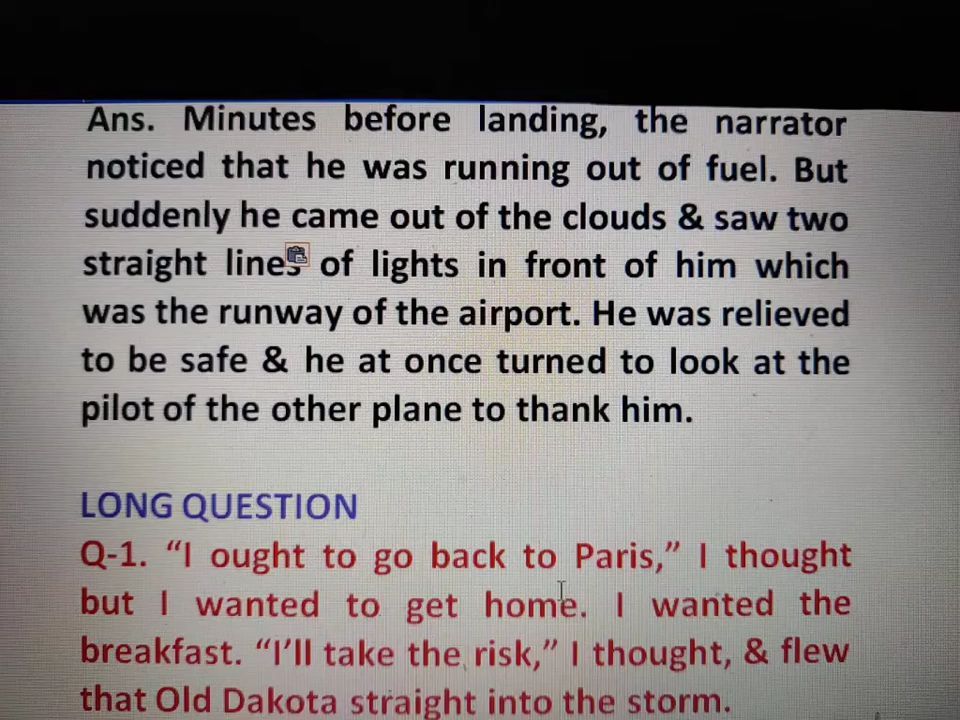 Ans. Minutes before landing, the narrator
noticed that he was running out of fuel. But
suddenly he came out of the clouds & saw two
straight lines of lights in front of him which
was the runway of the airport. He was relieved
to be safe & he at once turned to look at the
pilot of the other plane to thank him.
LONG QUESTION
Q-1. “I ought to go back to Paris,” I thought
but I wanted to get home. I wanted the
breakfast. “I’ll take the risk,” I thought, & flew
that Old Dakota straight into the storm.